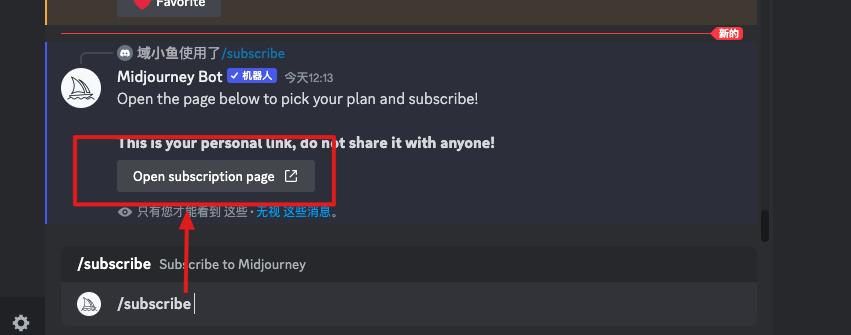 Favorite
新的
域小鱼使用了/subscribe
Midjourney Bot ✓ 机器人 今天12:13
Open the page below to pick your plan and subscribe!
This is your personal link, do not share it with anyone!
Open subscription page
只有您才能看到 这些 • 无视 这些消息。
/subscribe Subscribe to Midjourney
/subscribe